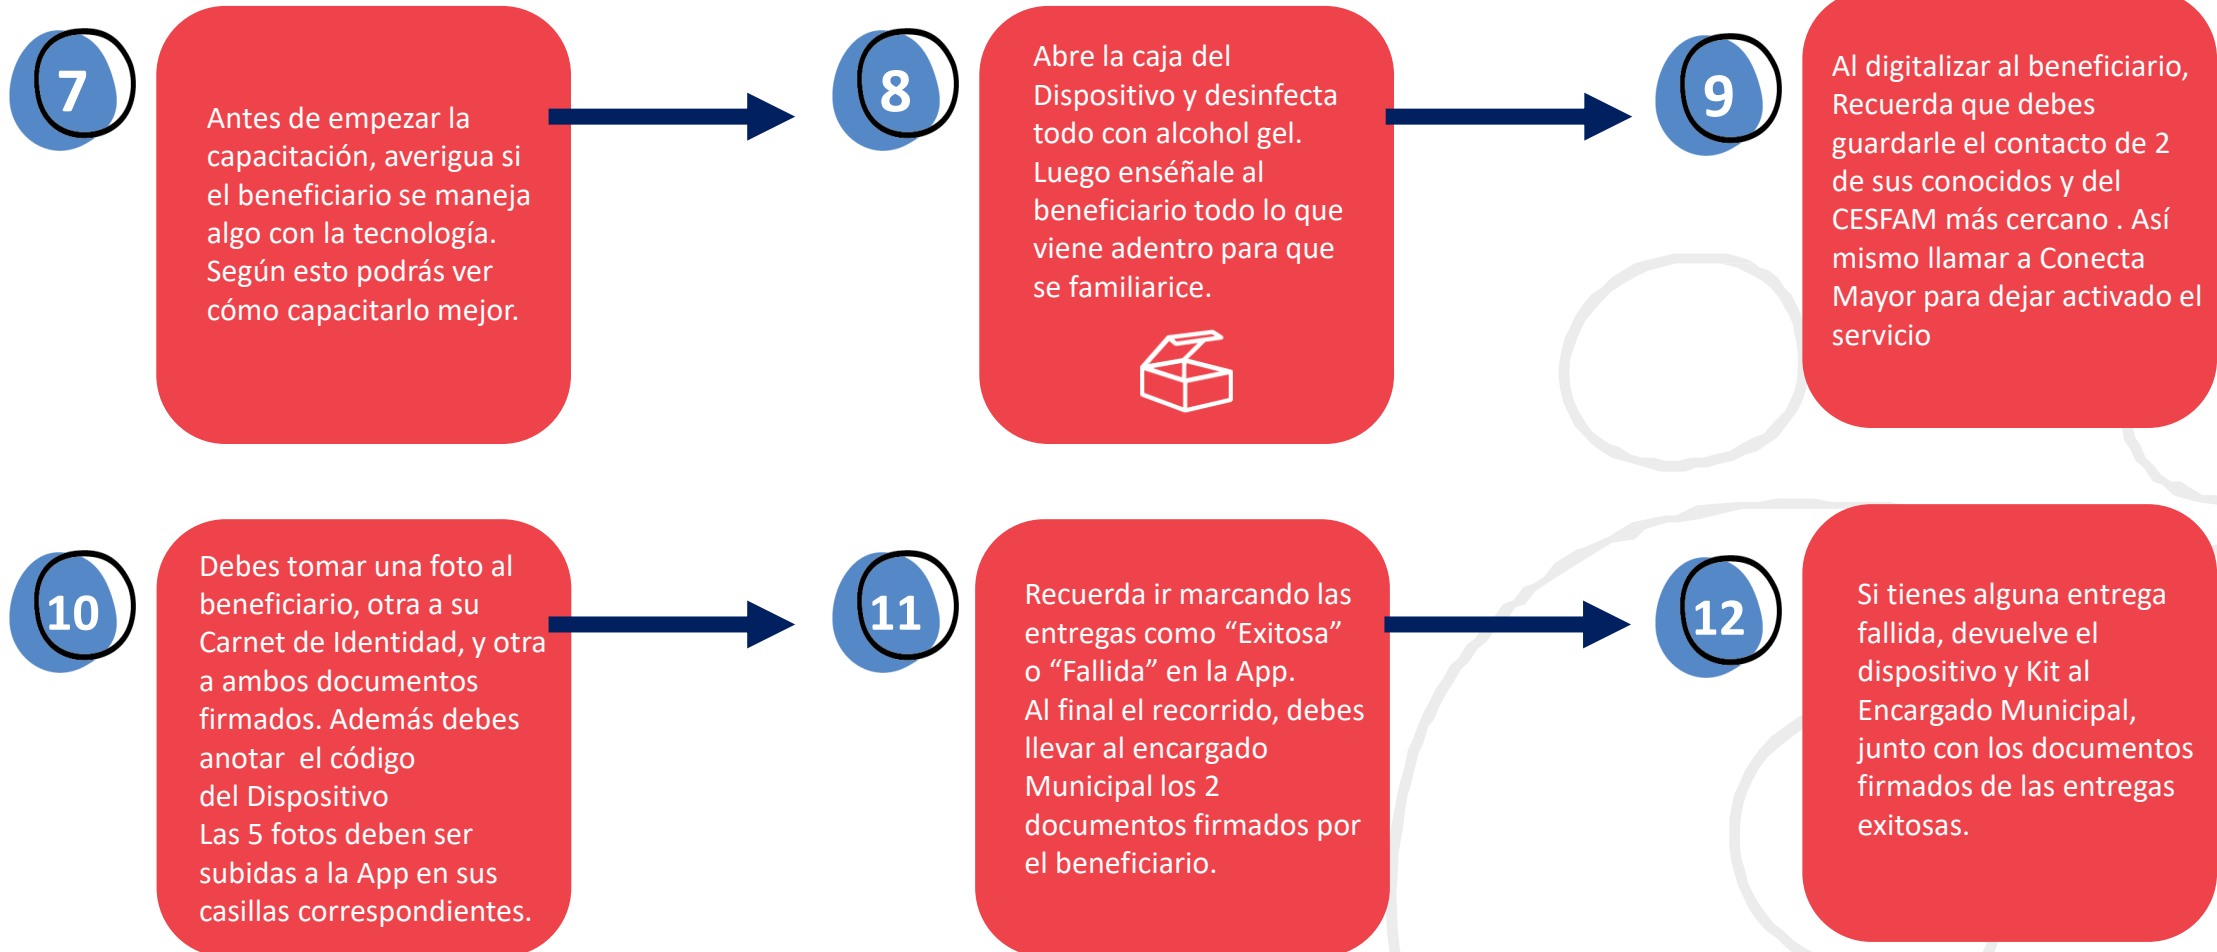 7
Antes de empezar la
capacitación, averigua si
el beneficiario se maneja
algo con la tecnología.
Según esto podrás ver
cómo capacitarlo mejor.
8
Abre la caja del
Dispositivo y desinfecta
todo con alcohol gel.
Luego enséñale al
beneficiario todo lo que
viene adentro para que
se familiarice.
9
Al digitalizar al beneficiario,
Recuerda que debes
guardarle el contacto de 2
de sus conocidos y del
CESFAM más cercano . Así
mismo llamar a Conecta
Mayor para dejar activado el
servicio
10
Debes tomar una foto al
beneficiario, otra a su
Carnet de Identidad, y otra
a ambos documentos
firmados. Además debes
anotar  el código
del Dispositivo
Las 5 fotos deben ser
subidas a la App en sus
casillas correspondientes.
11
Recuerda ir marcando las
entregas como “Exitosa”
o “Fallida” en la App.
Al final el recorrido, debes
llevar al encargado
Municipal los 2
documentos firmados por
el beneficiario.
12
Si tienes alguna entrega
fallida, devuelve el
dispositivo y Kit al
Encargado Municipal,
junto con los documentos
firmados de las entregas
exitosas.